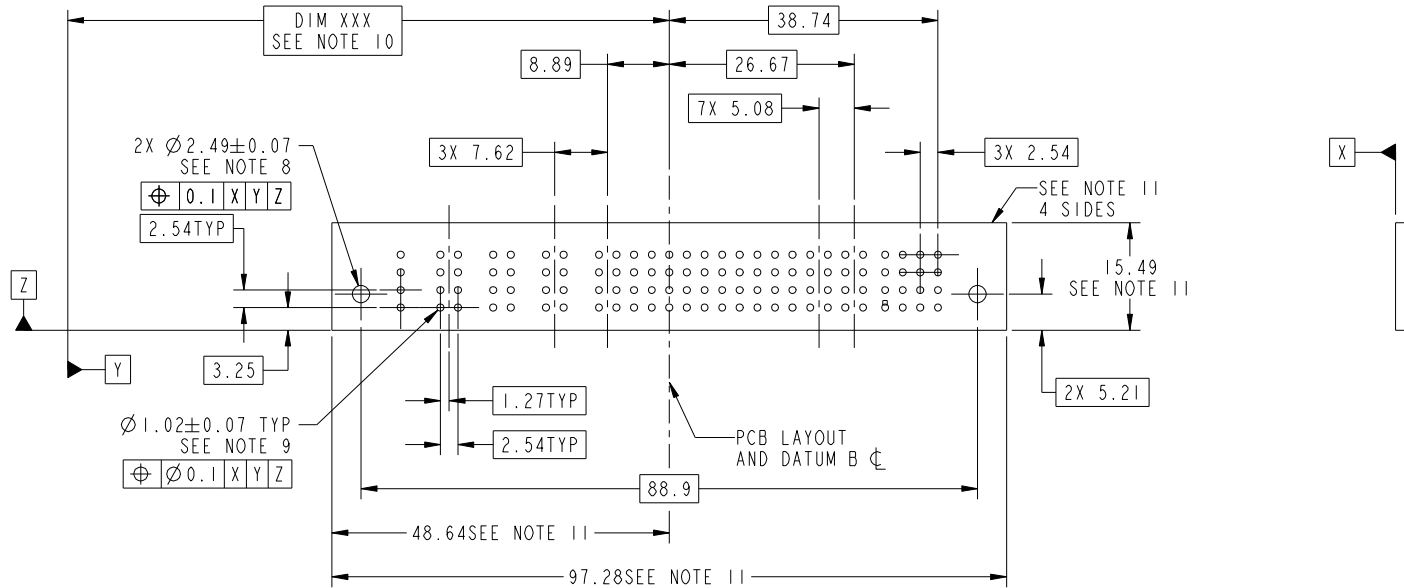 DIM XXX
SEE NOTE 10
38.74
8.89
26.67
7X 5.08
2X Ø2.49±0.07
SEE NOTE 8
⌖ 0.1 X Y Z
3X 7.62
3X 2.54
X
SEE NOTE 11
4 SIDES
2.54TYP
15.49
SEE NOTE 11
Z
B
3.25
Y
2X 5.21
1.27TYP
Ø1.02±0.07 TYP
SEE NOTE 9
⌖ Ø0.1 X Y Z
2.54TYP
PCB LAYOUT
AND DATUM B ℄
88.9
48.64SEE NOTE 11
97.28SEE NOTE 11